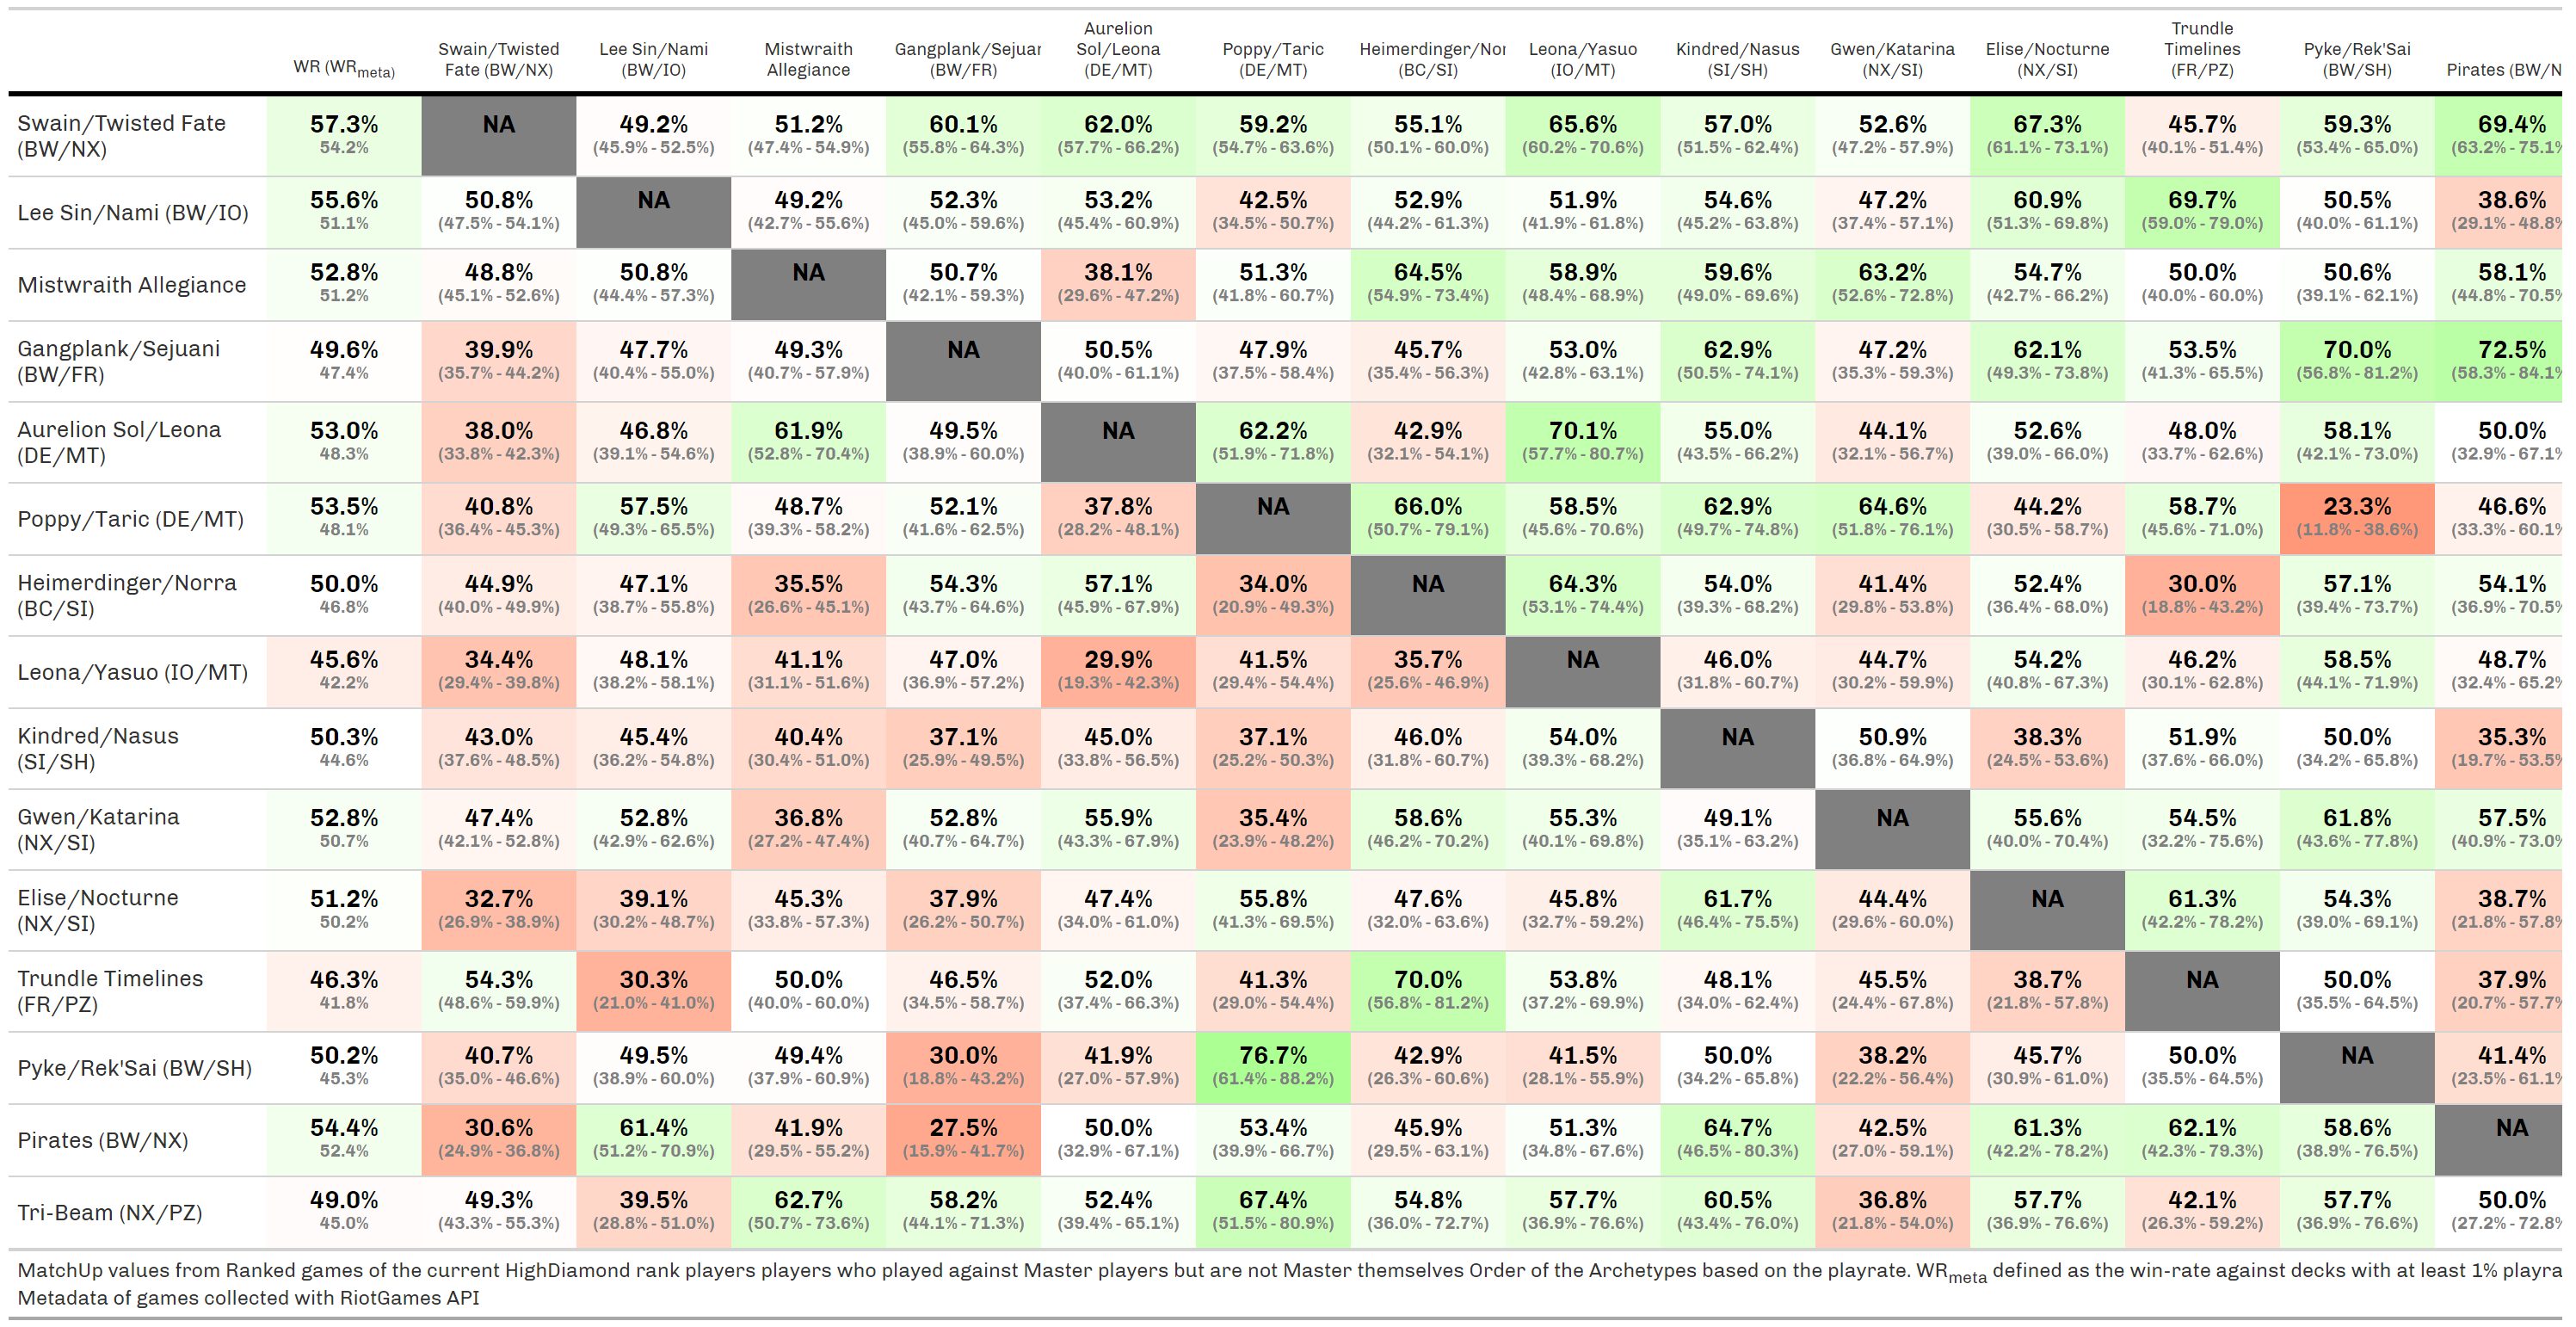 WR (WRmeta) Swain/Twisted Fate (BW/NX) Lee Sin/Nami (BW/IO) Mistwraith Allegiance Gangplank/Sejuar (BW/FR) Aurelion Sol/Leona (DE/MT) Poppy/Taric (DE/MT) Heimerdinger/Nor (BC/SI) Leona/Yasuo (IO/MT) Kindred/Nasus (SI/SH) Gwen/Katarina (NX/SI) Elise/Nocturne (NX/SI) Trundle Timelines (FR/PZ) Pyke/Rek'Sai (BW/SH) Pirates (BW/N
Swain/Twisted Fate 57.3% NA 49.2% 51.2% 60.1% 62.0% 59.2% 55.1% 65.6% 57.0% 52.6% 67.3% 45.7% 59.3% 69.4%
(BW/NX) 54.2% (45.9% - 52.5%) (47.4% - 54.9%) (55.8% - 64.3%) (57.7% - 66.2%) (54.7% - 63.6%) (50.1% - 60.0%) (60.2% - 70.6%) (51.5% - 62.4%) (47.2% - 57.9%) (61.1% - 73.1%) (40.1% - 51.4%) (53.4% - 65.0%) (63.2% - 75.1%
Lee Sin/Nami (BW/IO) 55.6% 50.8% NA 49.2% 52.3% 53.2% 42.5% 52.9% 51.9% 54.6% 47.2% 60.9% 69.7% 50.5% 38.6%
51.1% (47.5% - 54.1%) (42.7% - 55.6%) (45.0% - 59.6%) (45.4% - 60.9%) (34.5% - 50.7%) (44.2% - 61.3%) (41.9% - 61.8%) (45.2% - 63.8%) (37.4% - 57.1%) (51.3% - 69.8%) (59.0% - 79.0%) (40.0% - 61.1%) (29.1% - 48.8%
Mistwraith Allegiance 52.8% 48.8% 50.8% NA 50.7% 38.1% 51.3% 64.5% 58.9% 59.6% 63.2% 54.7% 50.0% 50.6% 58.1%
51.2% (45.1% - 52.6%) (44.4% - 57.3%) (42.1% - 59.3%) (29.6% - 47.2%) (41.8% - 60.7%) (54.9% - 73.4%) (48.4% - 68.9%) (49.0% - 69.6%) (52.6% - 72.8%) (42.7% - 66.2%) (40.0% - 60.0%) (39.1% - 62.1%) (44.8% - 70.5%
Gangplank/Sejuani 49.6% 39.9% 47.7% 49.3% NA 50.5% 47.9% 45.7% 53.0% 62.9% 47.2% 62.1% 53.5% 70.0% 72.5%
(BW/FR) 47.4% (35.7% - 44.2%) (40.4% - 55.0%) (40.7% - 57.9%) (40.0% - 61.1%) (37.5% - 58.4%) (35.4% - 56.3%) (42.8% - 63.1%) (50.5% - 74.1%) (35.3% - 59.3%) (49.3% - 73.8%) (41.3% - 65.5%) (56.8% - 81.2%) (58.3% - 84.1%
Aurelion Sol/Leona 53.0% 38.0% 46.8% 61.9% 49.5% NA 62.2% 42.9% 70.1% 55.0% 44.1% 52.6% 48.0% 58.1% 50.0%
(DE/MT) 48.3% (33.8% - 42.3%) (39.1% - 54.6%) (52.8% - 70.4%) (38.9% - 60.0%) (51.9% - 71.8%) (32.1% - 54.1%) (57.7% - 80.7%) (43.5% - 66.2%) (32.1% - 56.7%) (39.0% - 66.0%) (33.7% - 62.6%) (42.1% - 73.0%) (32.9% - 67.1%
Poppy/Taric (DE/MT) 53.5% 40.8% 57.5% 48.7% 52.1% 37.8% NA 66.0% 58.5% 62.9% 64.6% 44.2% 58.7% 23.3% 46.6%
48.1% (36.4% - 45.3%) (49.3% - 65.5%) (39.3% - 58.2%) (41.6% - 62.5%) (28.2% - 48.1%) (50.7% - 79.1%) (45.6% - 70.6%) (49.7% - 74.8%) (51.8% - 76.1%) (30.5% - 58.7%) (45.6% - 71.0%) (11.8% - 38.6%) (33.3% - 60.1%
Heimerdinger/Norra 50.0% 44.9% 47.1% 35.5% 54.3% 57.1% 34.0% NA 64.3% 54.0% 41.4% 52.4% 30.0% 57.1% 54.1%
(BC/SI) 46.8% (40.0% - 49.9%) (38.7% - 55.8%) (26.6% - 45.1%) (43.7% - 64.6%) (45.9% - 67.9%) (20.9% - 49.3%) (53.1% - 74.4%) (39.3% - 68.2%) (29.8% - 53.8%) (36.4% - 68.0%) (18.8% - 43.2%) (39.4% - 73.7%) (36.9% - 70.5%
Leona/Yasuo (IO/MT) 45.6% 34.4% 48.1% 41.1% 47.0% 29.9% 41.5% 35.7% NA 46.0% 44.7% 54.2% 46.2% 58.5% 48.7%
42.2% (29.4% - 39.8%) (38.2% - 58.1%) (31.1% - 51.6%) (36.9% - 57.2%) (19.3% - 42.3%) (29.4% - 54.4%) (25.6% - 46.9%) (31.8% - 60.7%) (30.2% - 59.9%) (40.8% - 67.3%) (30.1% - 62.8%) (44.1% - 71.9%) (32.4% - 65.2%
Kindred/Nasus 50.3% 43.0% 45.4% 40.4% 37.1% 45.0% 37.1% 46.0% 54.0% NA 50.9% 38.3% 51.9% 50.0% 35.3%
(SI/SH) 44.6% (37.6% - 48.5%) (36.2% - 54.8%) (30.4% - 51.0%) (25.9% - 49.5%) (33.8% - 56.5%) (25.2% - 50.3%) (31.8% - 60.7%) (39.3% - 68.2%) (36.8% - 64.9%) (24.5% - 53.6%) (37.6% - 66.0%) (34.2% - 65.8%) (19.7% - 53.5%
Gwen/Katarina 52.8% 47.4% 52.8% 36.8% 52.8% 55.9% 35.4% 58.6% 55.3% 49.1% NA 55.6% 54.5% 61.8% 57.5%
(NX/SI) 50.7% (42.1% - 52.8%) (42.9% - 62.6%) (27.2% - 47.4%) (40.7% - 64.7%) (43.3% - 67.9%) (23.9% - 48.2%) (46.2% - 70.2%) (40.1% - 69.8%) (35.1% - 63.2%) (40.0% - 70.4%) (32.2% - 75.6%) (43.6% - 77.8%) (40.9% - 73.0%
Elise/Nocturne 51.2% 32.7% 39.1% 45.3% 37.9% 47.4% 55.8% 47.6% 45.8% 61.7% 44.4% NA 61.3% 54.3% 38.7%
(NX/SI) 50.2% (26.9% - 38.9%) (30.2% - 48.7%) (33.8% - 57.3%) (26.2% - 50.7%) (34.0% - 61.0%) (41.3% - 69.5%) (32.0% - 63.6%) (32.7% - 59.2%) (46.4% - 75.5%) (29.6% - 60.0%) (42.2% - 78.2%) (39.0% - 69.1%) (21.8% - 57.8%
Trundle Timelines 46.3% 54.3% 30.3% 50.0% 46.5% 52.0% 41.3% 70.0% 53.8% 48.1% 45.5% 38.7% NA 50.0% 37.9%
(FR/PZ) 41.8% (48.6% - 59.9%) (21.0% - 41.0%) (40.0% - 60.0%) (34.5% - 58.7%) (37.4% - 66.3%) (29.0% - 54.4%) (56.8% - 81.2%) (37.2% - 69.9%) (34.0% - 62.4%) (24.4% - 67.8%) (21.8% - 57.8%) (35.5% - 64.5%) (20.7% - 57.7%
Pyke/Rek'Sai (BW/SH) 50.2% 40.7% 49.5% 49.4% 30.0% 41.9% 76.7% 42.9% 41.5% 50.0% 38.2% 45.7% 50.0% NA 41.4%
45.3% (35.0% - 46.6%) (38.9% - 60.0%) (37.9% - 60.9%) (18.8% - 43.2%) (27.0% - 57.9%) (61.4% - 88.2%) (26.3% - 60.6%) (28.1% - 55.9%) (34.2% - 65.8%) (22.2% - 56.4%) (30.9% - 61.0%) (35.5% - 64.5%) (23.5% - 61.1%
Pirates (BW/NX) 54.4% 30.6% 61.4% 41.9% 27.5% 50.0% 53.4% 45.9% 51.3% 64.7% 42.5% 61.3% 62.1% 58.6% NA
52.4% (24.9% - 36.8%) (51.2% - 70.9%) (29.5% - 55.2%) (15.9% - 41.7%) (32.9% - 67.1%) (39.9% - 66.7%) (29.5% - 63.1%) (34.8% - 67.6%) (46.5% - 80.3%) (27.0% - 59.1%) (42.2% - 78.2%) (42.3% - 79.3%) (38.9% - 76.5%)
Tri-Beam (NX/PZ) 49.0% 49.3% 39.5% 62.7% 58.2% 52.4% 67.4% 54.8% 57.7% 60.5% 36.8% 57.7% 42.1% 57.7% 50.0%
45.0% (43.3% - 55.3%) (28.8% - 51.0%) (50.7% - 73.6%) (44.1% - 71.3%) (39.4% - 65.1%) (51.5% - 80.9%) (36.0% - 72.7%) (36.9% - 76.6%) (43.4% - 76.0%) (21.8% - 54.0%) (36.9% - 76.6%) (26.3% - 59.2%) (36.9% - 76.6%) (27.2% - 72.8%
MatchUp values from Ranked games of the current HighDiamond rank players players who played against Master players but are not Master themselves Order of the Archetypes based on the playrate. WRmeta defined as the win-rate against decks with at least 1% playra
Metadata of games collected with RiotGames API